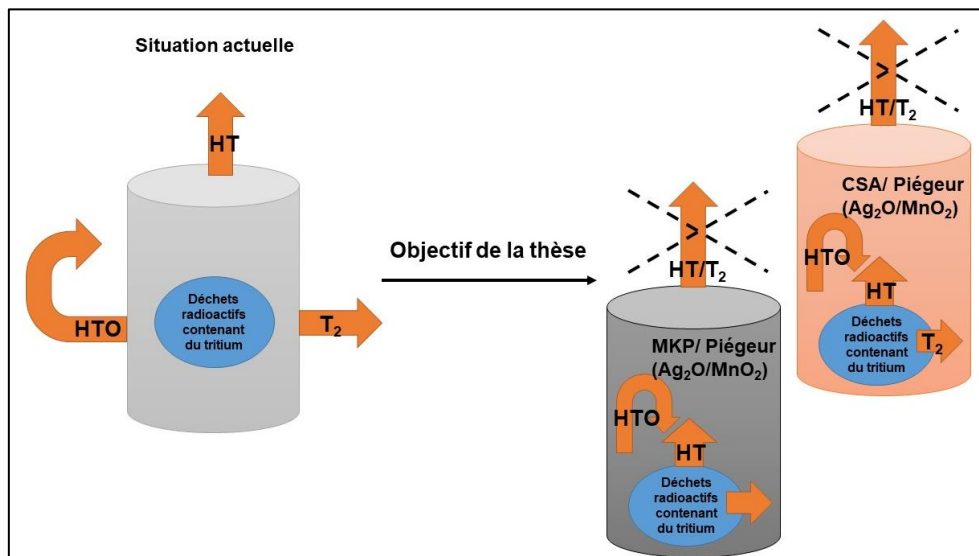 Situation actuelle
HT
HTO
Déchets
radioactifs
contenant
du tritium
T₂
Objectif de la thèse
>
HT/T₂
MKP/ Piégeur
(Ag₂O/MnO₂)
HTO
HT
Déchets
radioactifs
contenant
du tritium
>
HT/T₂
CSA/ Piégeur
(Ag₂O/MnO₂)
HTO
HT
Déchets
radioactifs
contenant
du tritium
T₂